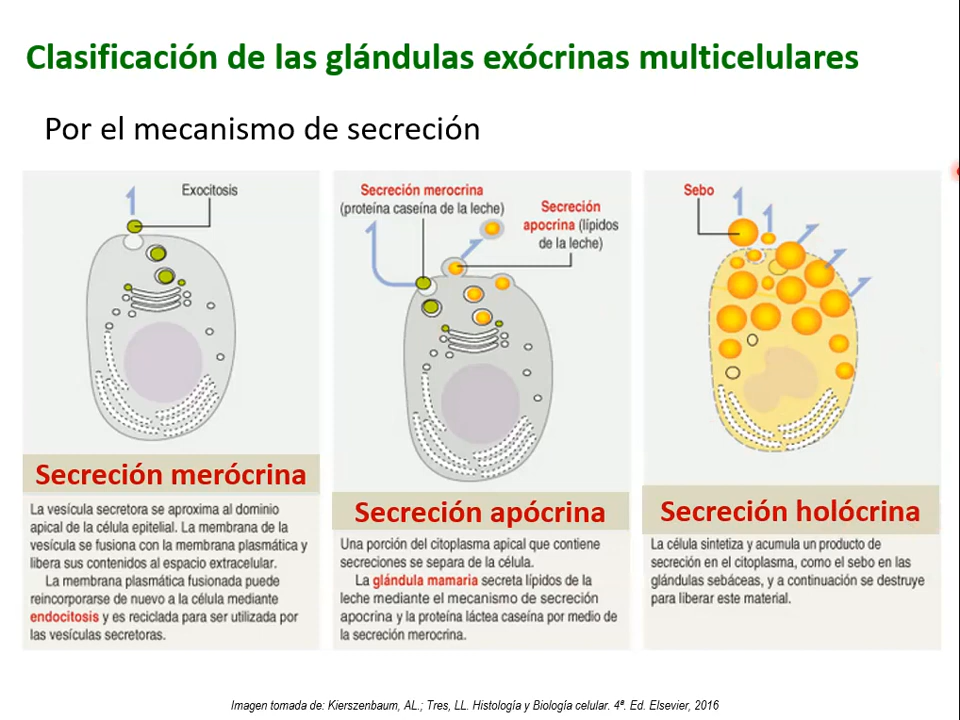 Clasificación de las glándulas exócrinas multicelulares
Por el mecanismo de secreción
Exocitosis
Secreción merócrina
La vesícula secretora se aproxima al dominio
apical de la célula epitelial. La membrana de la
vesícula se fusiona con la membrana plasmática y
libera sus contenidos al espacio extracelular.
La membrana plasmática fusionada puede
reincorporarse de nuevo a la célula mediante
endocitosis y es reciclada para ser utilizada por
las vesículas secretoras.
Secreción merocrina
(proteína caseína de la leche)
Secreción
apocrina (lípidos
de la leche)
Secreción apócrina
Una porción del citoplasma apical que contiene
secreciones se separa de la célula.
La glándula mamaria secreta lípidos de la
leche mediante el mecanismo de secreción
apocrina y la proteína láctea caseína por medio de
la secreción merocrina.
Sebo
Secreción holócrina
La célula sintetiza y acumula un producto de
secreción en el citoplasma, como el sebo en las
glándulas sebáceas, y a continuación se destruye
para liberar este material.
Imagen tomada de: Kierszenbaum, AL.; Tres, LL. Histología y Biología celular. 4ª. Ed. Elsevier, 2016